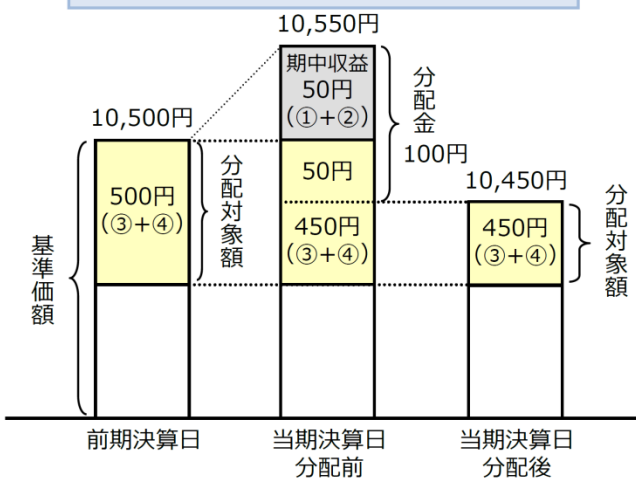 10,550円
期中収益
50円
(①+②)
分配金
10,500円
100円
50円
500円
(③+④)
分配対象額
10,450円
450円
(③+④)
450円
(③+④)
分配対象額
基準価額
前期決算日
当期決算日
分配前
当期決算日
分配後